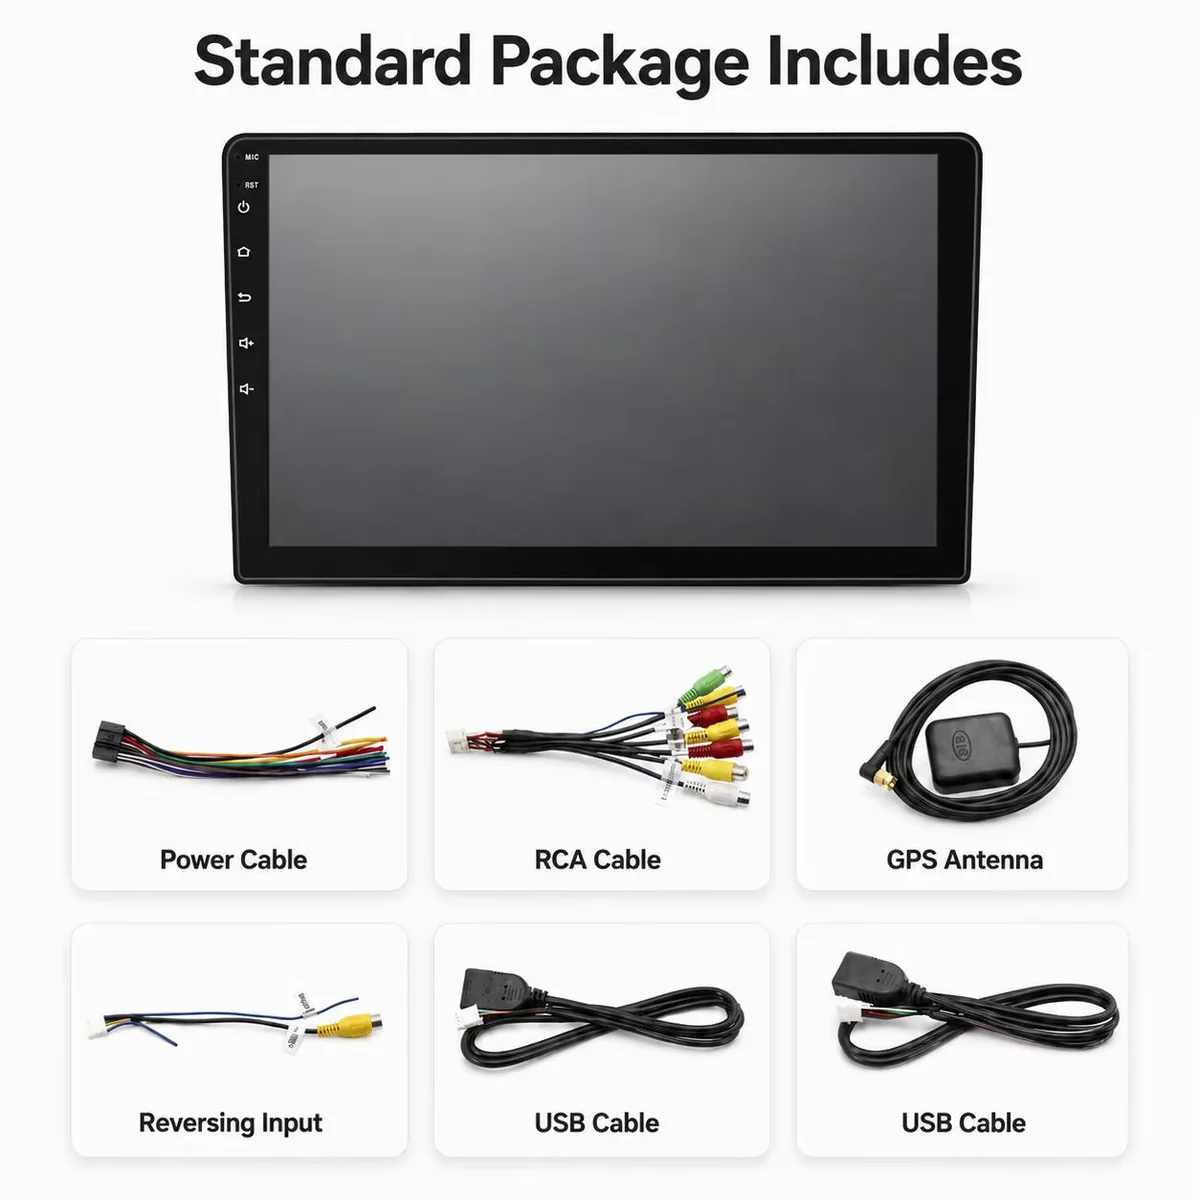 Standard Package Includes
MIC
RST
Power Cable
RCA Cable
GPS Antenna
Reversing Input
USB Cable
USB Cable